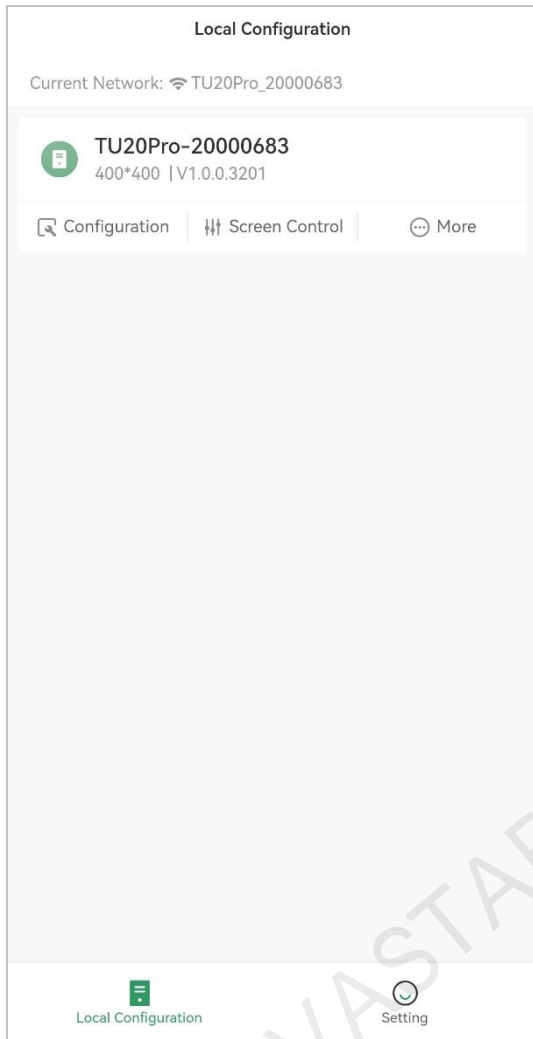 Local Configuration
Current Network: TU20Pro_20000683
TU20Pro-20000683
400*400 | V1.0.0.3201
Configuration Screen Control More
Local Configuration Setting